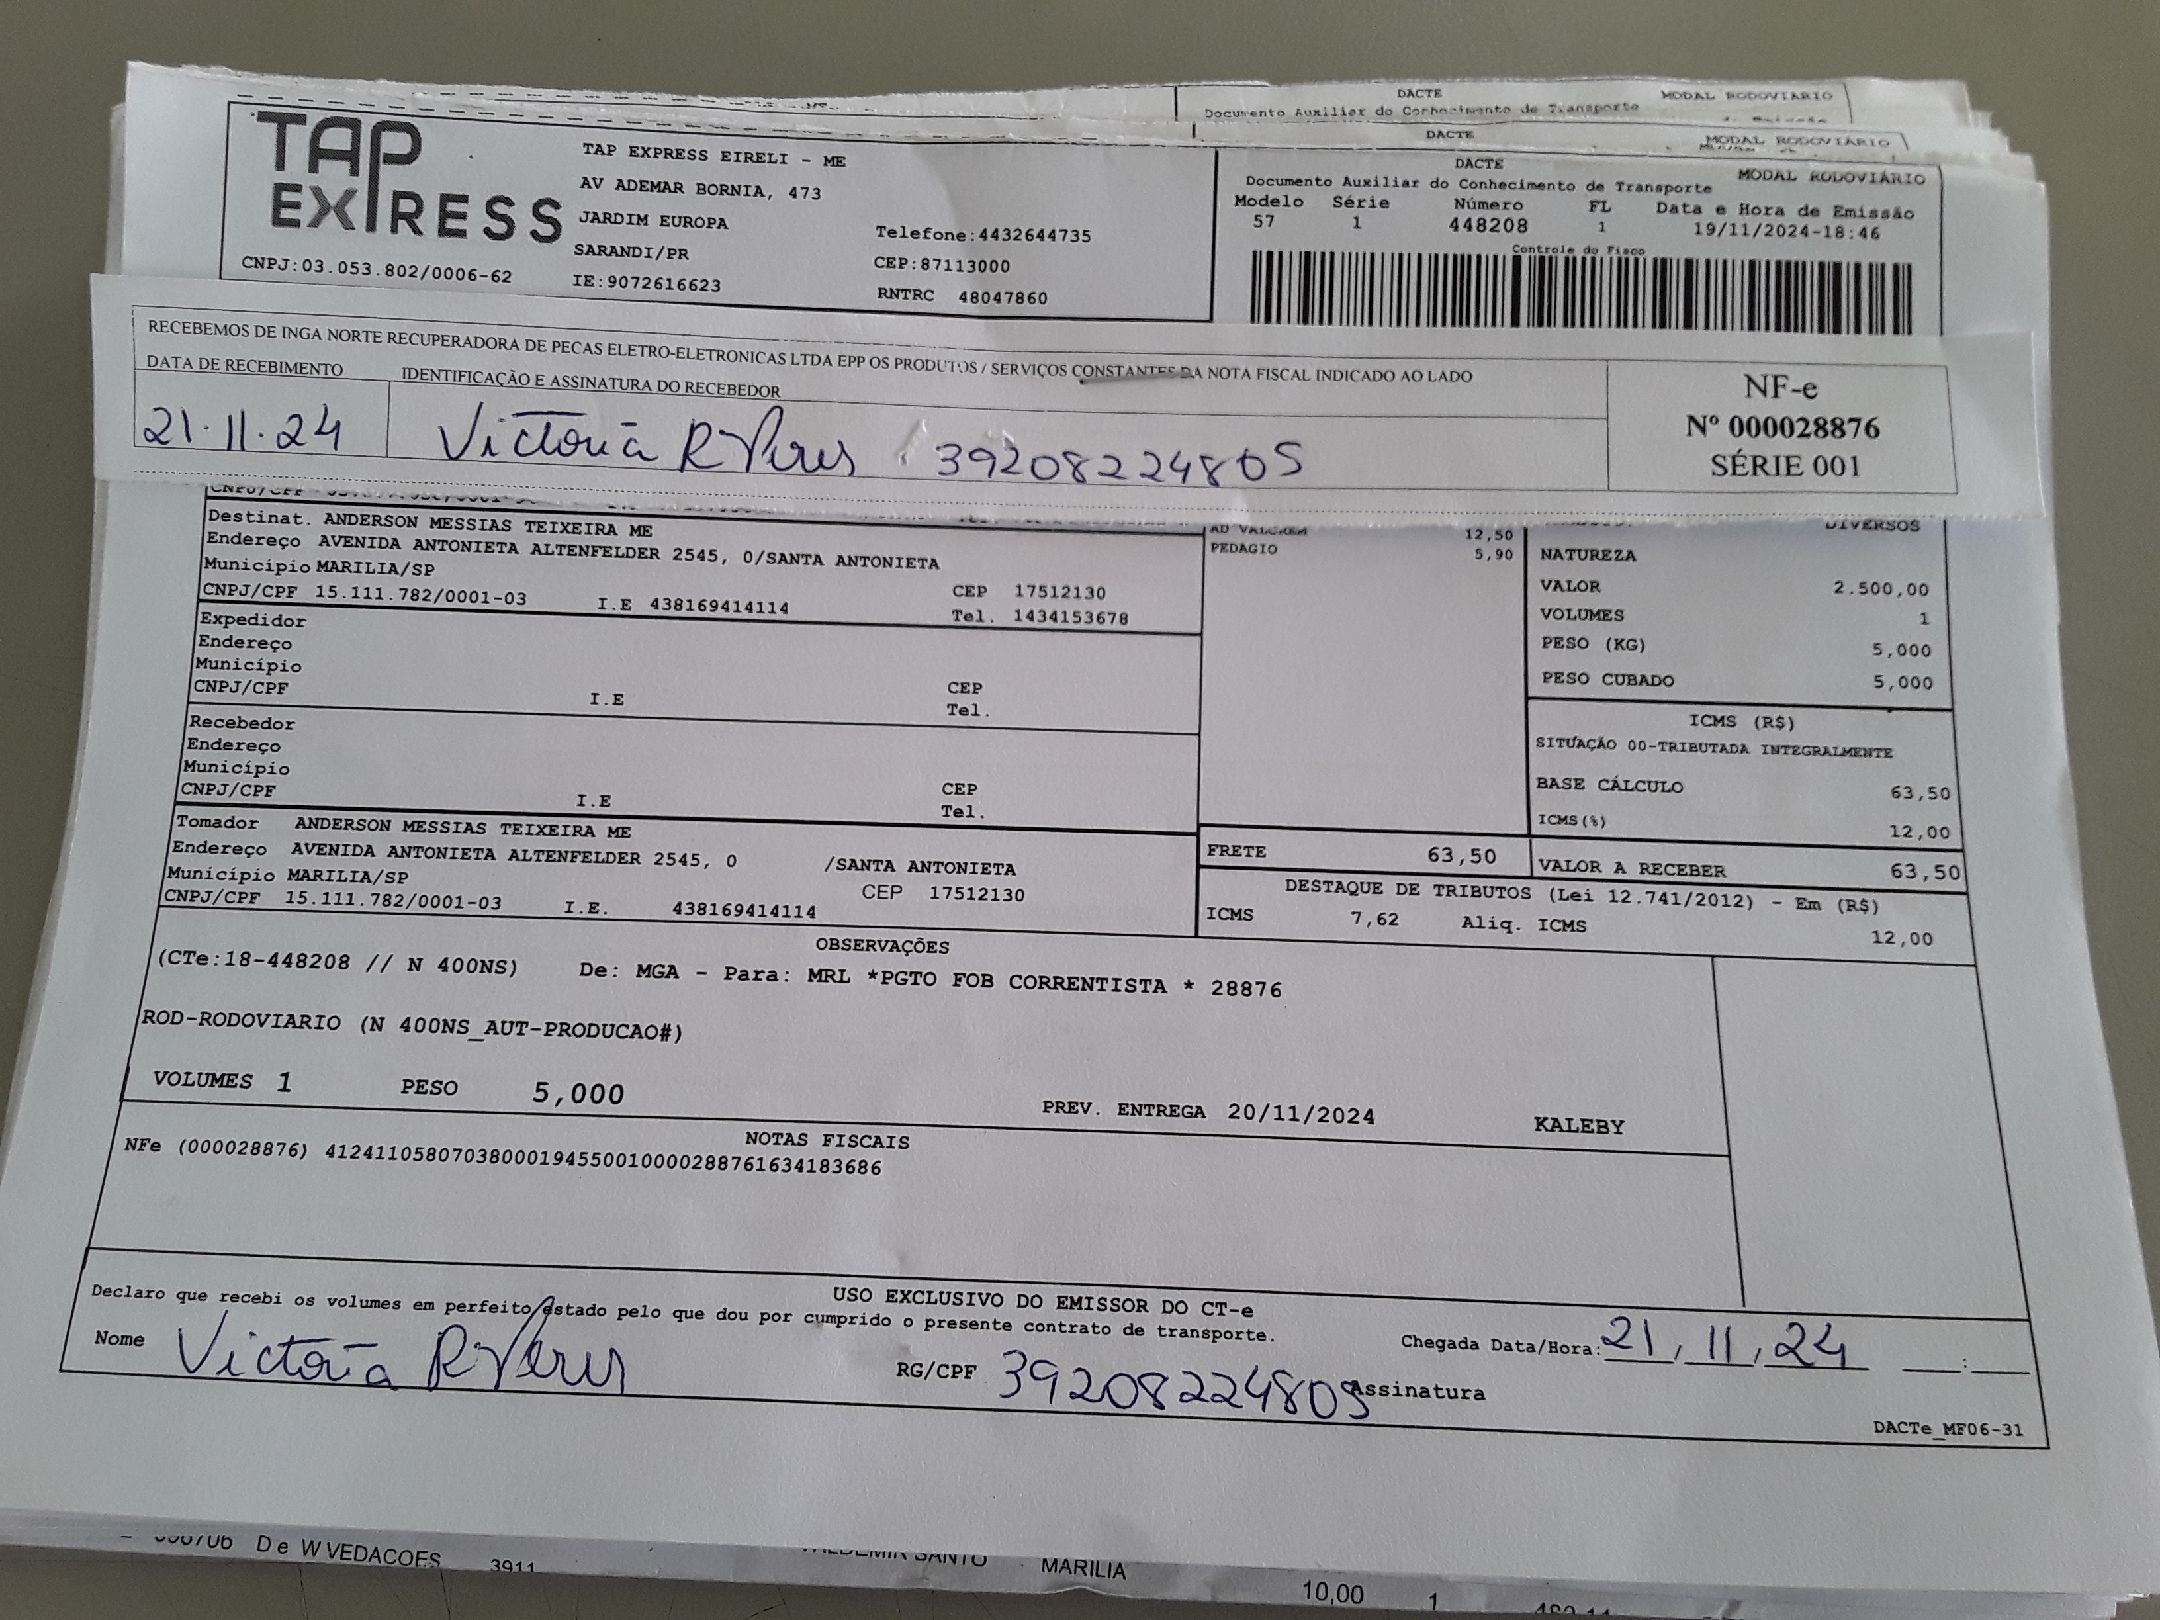 DACTE MODAL RODOVIARIO
Documento Auxiliar do Conhecimento de Transporte
DACTE MODAL RODOVIÁRIO
TAP EXPRESS
TAP EXPRESS EIRELI - ME
AV ADEMAR BORNIA, 473
JARDIM EUROPA
SARANDI/PR
Telefone:4432644735
CEP:87113000
CNPJ:03.053.802/0006-62 IE:9072616623 RNTRC 48047860
DACTE MODAL RODOVIÁRIO
Documento Auxiliar do Conhecimento de Transporte
Modelo Série Número FL Data e Hora de Emissão
57 1 448208 1 19/11/2024-18:46
Controle do Fisco
RECEBEMOS DE INGA NORTE RECUPERADORA DE PECAS ELETRO-ELETRONICAS LTDA EPP OS PRODUTOS / SERVIÇOS CONSTANTES DA NOTA FISCAL INDICADO AO LADO
DATA DE RECEBIMENTO IDENTIFICAÇÃO E ASSINATURA DO RECEBEDOR
21.11.24 Victória R 39208224805
NF-e
Nº 000028876
SÉRIE 001
CNPJ/CPF
Destinat. ANDERSON MESSIAS TEIXEIRA ME
Endereço AVENIDA ANTONIETA ALTENFELDER 2545, 0/SANTA ANTONIETA
Município MARILIA/SP CEP 17512130
CNPJ/CPF 15.111.782/0001-03 I.E 438169414114 Tel. 1434153678
Expedidor
Endereço
Município
CNPJ/CPF I.E CEP
Tel.
Recebedor
Endereço
Município
CNPJ/CPF I.E CEP
Tel.
Tomador ANDERSON MESSIAS TEIXEIRA ME
Endereço AVENIDA ANTONIETA ALTENFELDER 2545, 0 /SANTA ANTONIETA
Município MARILIA/SP CEP 17512130
CNPJ/CPF 15.111.782/0001-03 I.E. 438169414114
AD VALOREM 12,50
PEDAGIO 5,90
DIVERSOS
NATUREZA
VALOR 2.500,00
VOLUMES 1
PESO (KG) 5,000
PESO CUBADO 5,000
ICMS (R$)
SITUAÇÃO 00-TRIBUTADA INTEGRALMENTE
BASE CÁLCULO 63,50
ICMS(%) 12,00
FRETE 63,50 VALOR A RECEBER 63,50
DESTAQUE DE TRIBUTOS (Lei 12.741/2012) - Em (R$)
ICMS 7,62 Aliq. ICMS 12,00
OBSERVAÇÕES
(CTe:18-448208 // N 400NS) De: MGA - Para: MRL *PGTO FOB CORRENTISTA * 28876
ROD-RODOVIARIO (N 400NS_AUT-PRODUCAO#)
VOLUMES 1 PESO 5,000 PREV. ENTREGA 20/11/2024 KALEBY
NOTAS FISCAIS
NFe (000028876) 41241105807038000194550010000288761634183686
USO EXCLUSIVO DO EMISSOR DO CT-e
Declaro que recebi os volumes em perfeito estado pelo que dou por cumprido o presente contrato de transporte.
Nome Victória R RG/CPF 39208224805 Assinatura
Chegada Data/Hora: 21, 11, 24 __:__
DACTe_MF06-31
De W VEDACOES 3911 VALDEMIR SANTO MARILIA 10,00 1